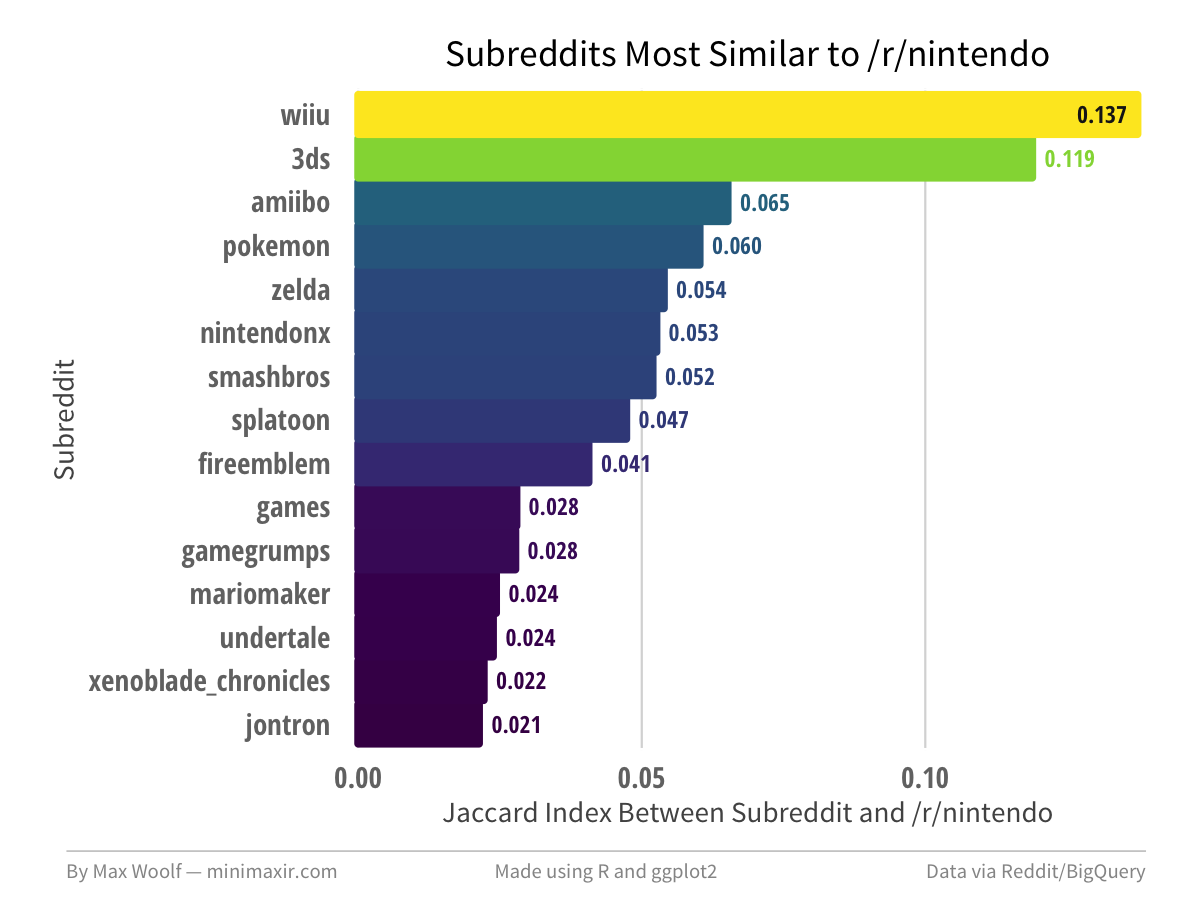 Subreddits Most Similar to /r/nintendo
wiiu 0.137
3ds 0.119
amiibo 0.065
pokemon 0.060
zelda 0.054
nintendonx 0.053
smashbros 0.052
splatoon 0.047
fireemblem 0.041
games 0.028
gamegrumps 0.028
mariomaker 0.024
undertale 0.024
xenoblade_chronicles 0.022
jontron 0.021
Subreddit
0.00 0.05 0.10
Jaccard Index Between Subreddit and /r/nintendo
By Max Woolf — minimaxir.com Made using R and ggplot2 Data via Reddit/BigQuery